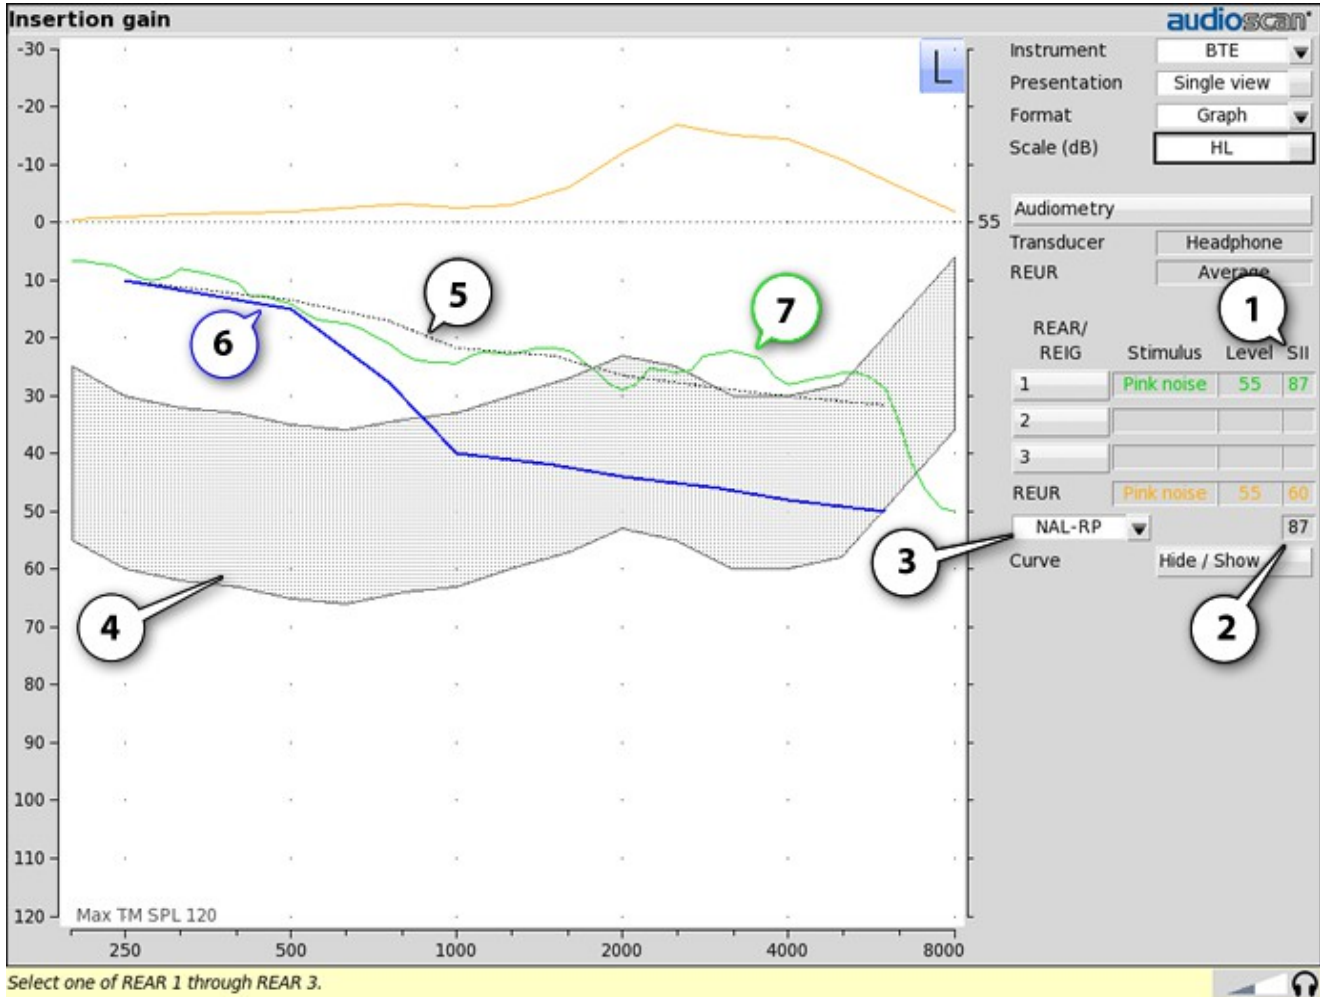 Insertion gain
audioscan
-30
-20
-10
0
10
20
30
40
50
60
70
80
90
100
110
120
L
55
5
6
7
4
Max TM SPL 120
250 500 1000 2000 4000 8000
Instrument BTE
Presentation Single view
Format Graph
Scale (dB) HL
Audiometry
Transducer Headphone
REUR Average
1
REAR/
REIG Stimulus Level SII
1 Pink noise 55 87
2
3
REUR Pink noise 55 60
NAL-RP 87
Curve Hide / Show
3
2
Select one of REAR 1 through REAR 3.